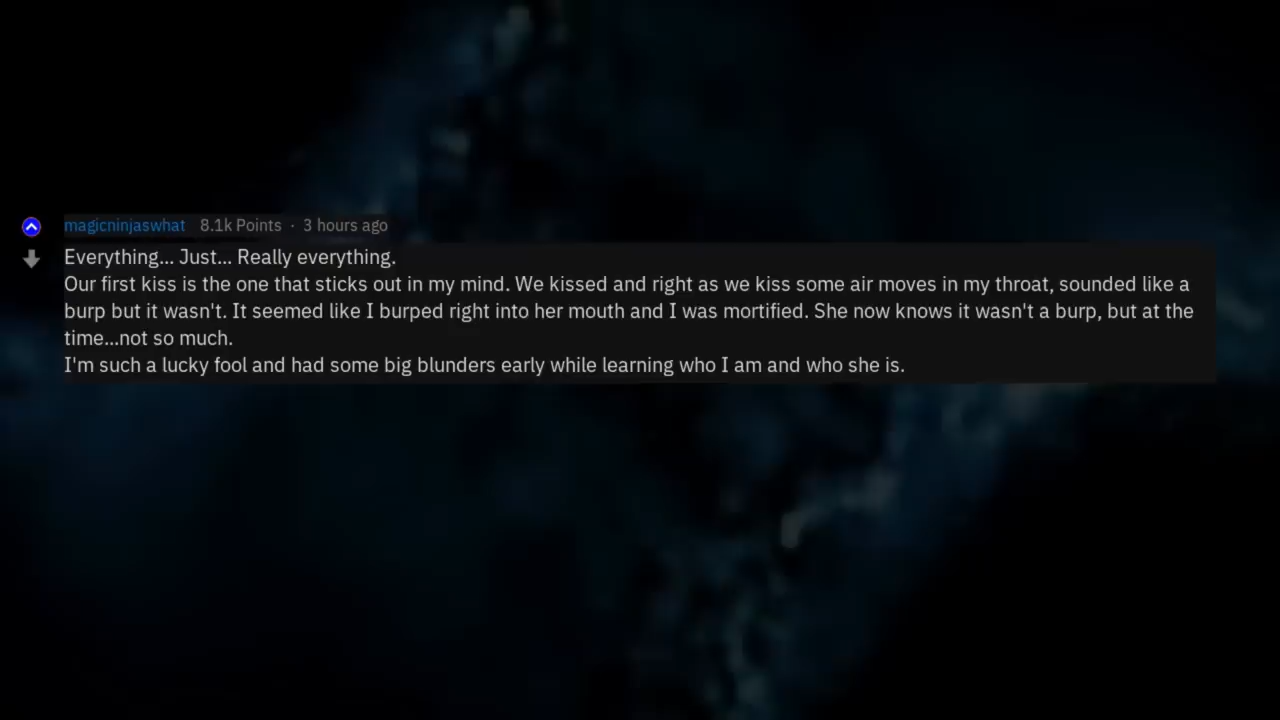 magicninjaswhat 8.1k Points · 3 hours ago
Everything... Just... Really everything.
Our first kiss is the one that sticks out in my mind. We kissed and right as we kiss some air moves in my throat, sounded like a
burp but it wasn't. It seemed like I burped right into her mouth and I was mortified. She now knows it wasn't a burp, but at the
time...not so much.
I'm such a lucky fool and had some big blunders early while learning who I am and who she is.